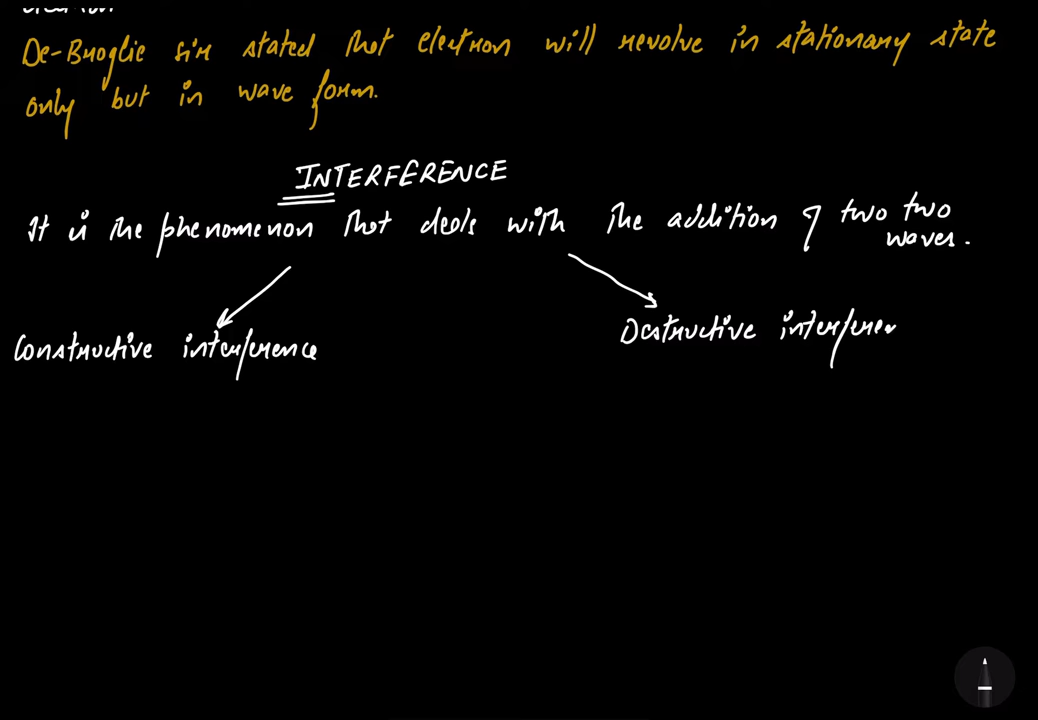 De-Broglie sir stated that electron will revolve in stationary state
only but in wave form.
INTERFERENCE
It is the phenomenon that deals with the addition of two two
waves.
Constructive interference
Destructive interferen